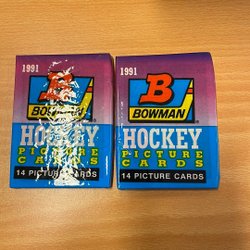 1991
BOWMAN
HOCKEY
PICTURE
CARDS
14 PICTURE CARDS
1991
B
BOWMAN
HOCKEY
PICTURE
CARDS
14 PICTURE CARDS